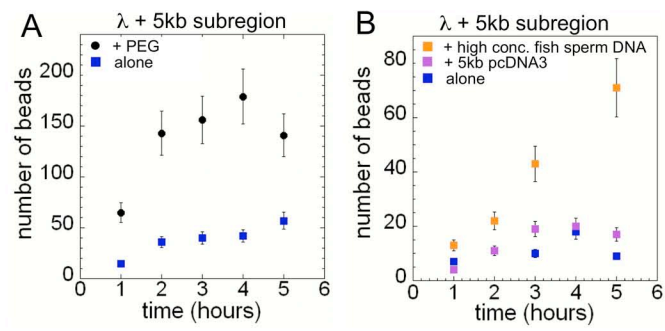 A
λ + 5kb subregion
+ PEG
alone
number of beads
200
150
100
50
0
0 1 2 3 4 5 6
time (hours)
B
λ + 5kb subregion
+ high conc. fish sperm DNA
+ 5kb pcDNA3
alone
number of beads
80
60
40
20
0
0 1 2 3 4 5 6
time (hours)